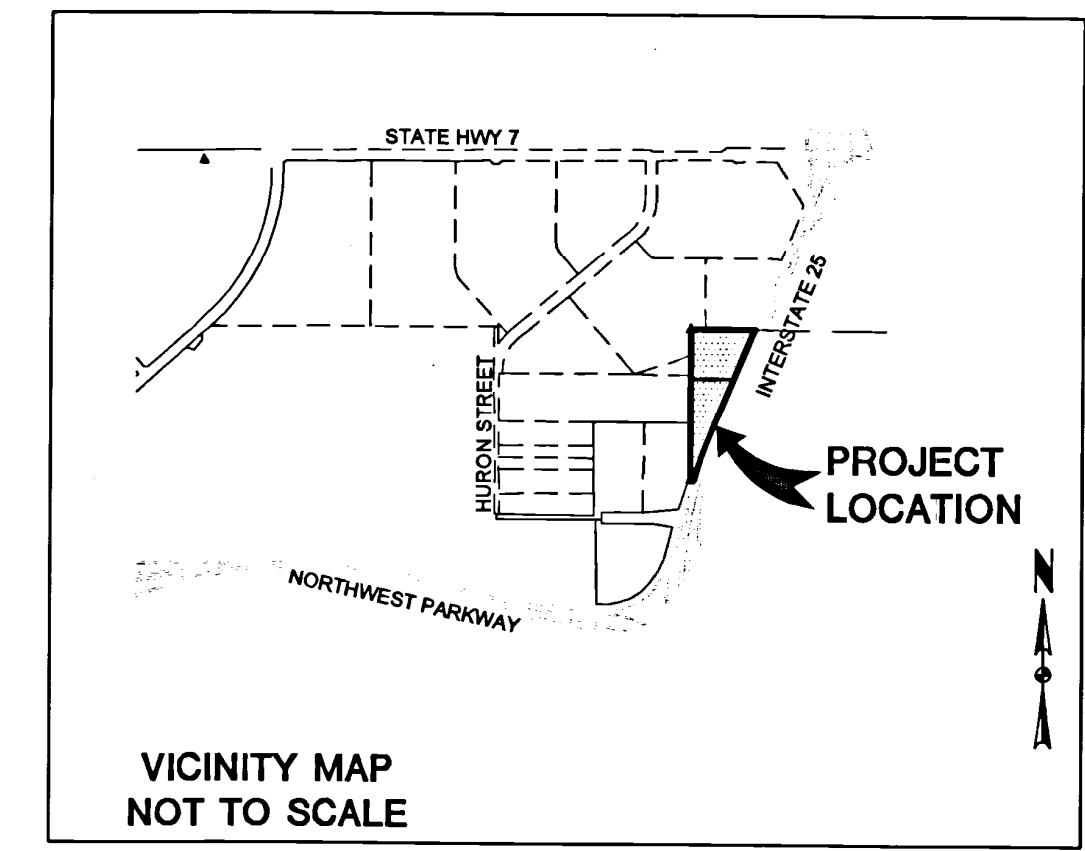 STATE HWY 7
INTERSTATE 25
HURON STREET
PROJECT
LOCATION
N
NORTHWEST PARKWAY
VICINITY MAP
NOT TO SCALE